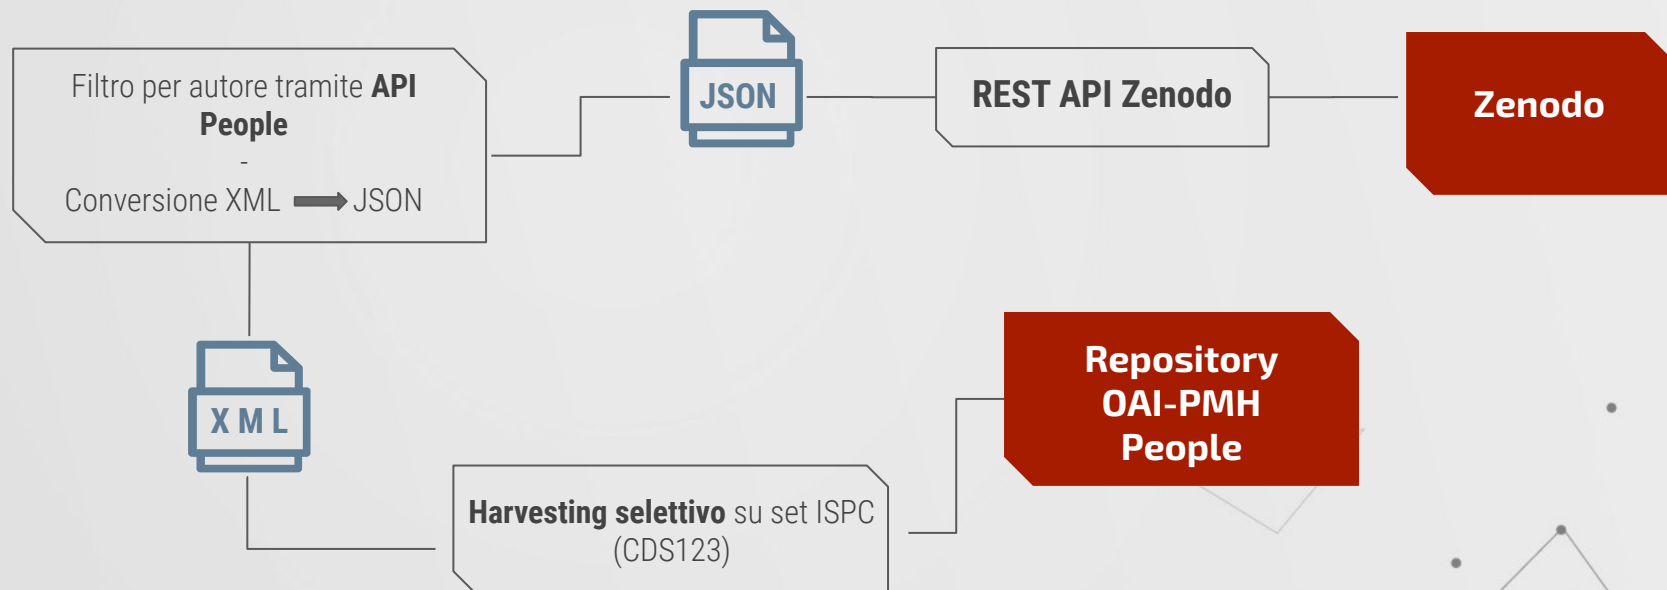 Filtro per autore tramite API
People
-
Conversione XML JSON
JSON
REST API Zenodo
Zenodo
XML
Harvesting selettivo su set ISPC
(CDS123)
Repository
OAI-PMH
People